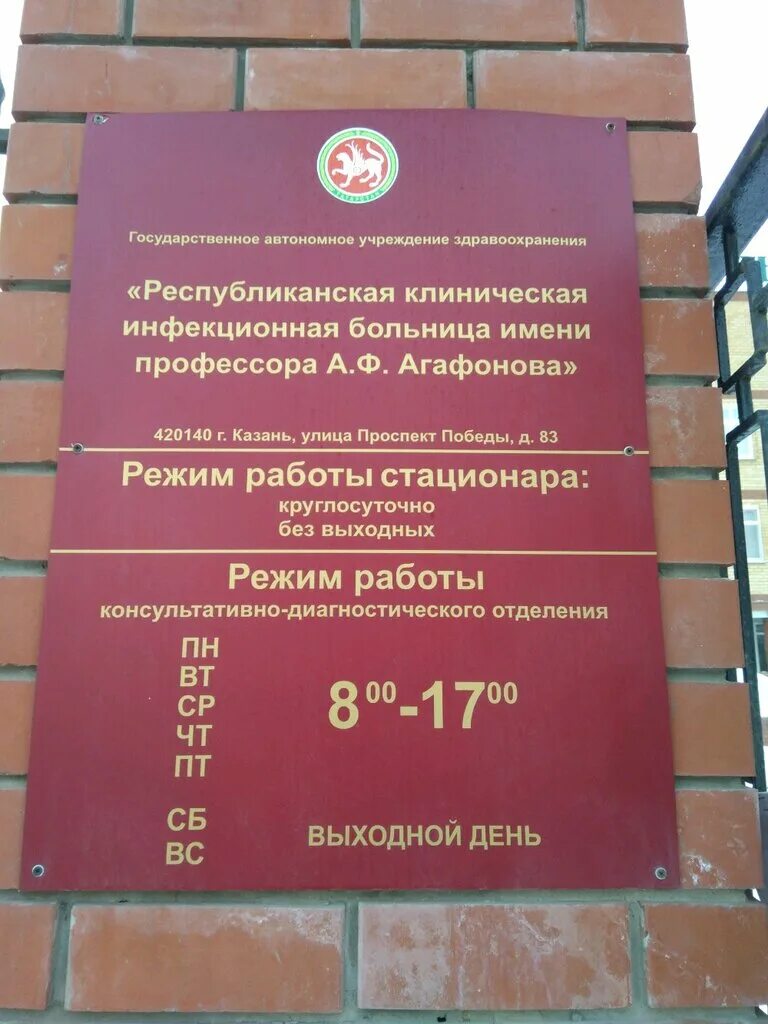 ТАТАРСТАН
Государственное автономное учреждение здравоохранения
«Республиканская клиническая
инфекционная больница имени
профессора А.Ф. Агафонова»
420140 г. Казань, улица Проспект Победы, д. 83
Режим работы стационара:
круглосуточно
без выходных
Режим работы
консультативно-диагностического отделения
ПН
ВТ
СР
ЧТ
ПТ
8⁰⁰-17⁰⁰
СБ
ВС
ВЫХОДНОЙ ДЕНЬ